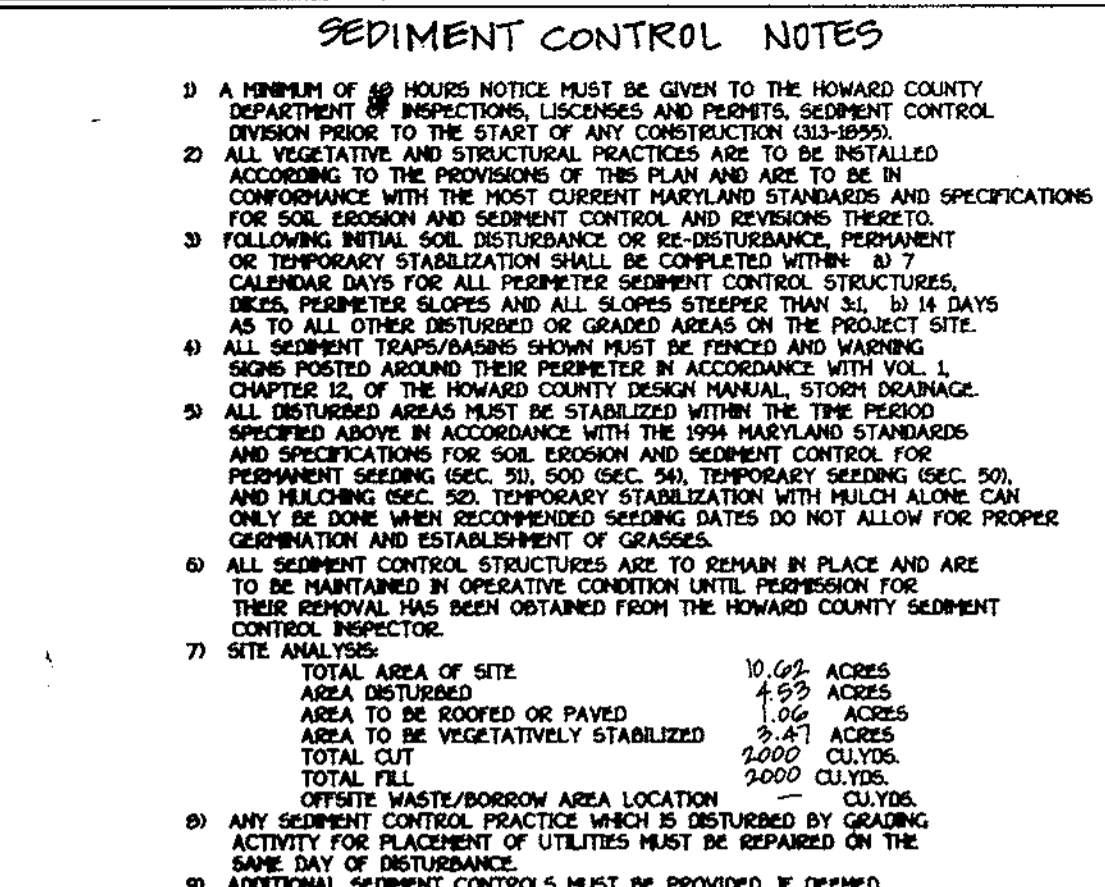 SEDIMENT CONTROL NOTES
1) A MINIMUM OF 48 HOURS NOTICE MUST BE GIVEN TO THE HOWARD COUNTY
DEPARTMENT OF INSPECTIONS, LISCENSES AND PERMITS, SEDIMENT CONTROL
DIVISION PRIOR TO THE START OF ANY CONSTRUCTION (313-1855).
2) ALL VEGETATIVE AND STRUCTURAL PRACTICES ARE TO BE INSTALLED
ACCORDING TO THE PROVISIONS OF THIS PLAN AND ARE TO BE IN
CONFORMANCE WITH THE MOST CURRENT MARYLAND STANDARDS AND SPECIFICATIONS
FOR SOIL EROSION AND SEDIMENT CONTROL AND REVISIONS THERETO.
3) FOLLOWING INITIAL SOIL DISTURBANCE OR RE-DISTURBANCE, PERMANENT
OR TEMPORARY STABILIZATION SHALL BE COMPLETED WITHIN: a) 7
CALENDAR DAYS FOR ALL PERIMETER SEDIMENT CONTROL STRUCTURES,
DIKES, PERIMETER SLOPES AND ALL SLOPES STEEPER THAN 3:1, b) 14 DAYS
AS TO ALL OTHER DISTURBED OR GRADED AREAS ON THE PROJECT SITE.
4) ALL SEDIMENT TRAPS/BASINS SHOWN MUST BE FENCED AND WARNING
SIGNS POSTED AROUND THEIR PERIMETER IN ACCORDANCE WITH VOL. 1,
CHAPTER 12, OF THE HOWARD COUNTY DESIGN MANUAL, STORM DRAINAGE.
5) ALL DISTURBED AREAS MUST BE STABILIZED WITHIN THE TIME PERIOD
SPECIFIED ABOVE IN ACCORDANCE WITH THE 1994 MARYLAND STANDARDS
AND SPECIFICATIONS FOR SOIL EROSION AND SEDIMENT CONTROL FOR
PERMANENT SEEDING (SEC. 51), SOD (SEC. 54), TEMPORARY SEEDING (SEC. 50),
AND MULCHING (SEC. 52). TEMPORARY STABILIZATION WITH MULCH ALONE CAN
ONLY BE DONE WHEN RECOMMENDED SEEDING DATES DO NOT ALLOW FOR PROPER
GERMINATION AND ESTABLISHMENT OF GRASSES.
6) ALL SEDIMENT CONTROL STRUCTURES ARE TO REMAIN IN PLACE AND ARE
TO BE MAINTAINED IN OPERATIVE CONDITION UNTIL PERMISSION FOR
THEIR REMOVAL HAS BEEN OBTAINED FROM THE HOWARD COUNTY SEDIMENT
CONTROL INSPECTOR.
7) SITE ANALYSIS:
TOTAL AREA OF SITE 10.62 ACRES
AREA DISTURBED 4.53 ACRES
AREA TO BE ROOFED OR PAVED 1.06 ACRES
AREA TO BE VEGETATIVELY STABILIZED 3.47 ACRES
TOTAL CUT 2000 CU.YDS.
TOTAL FILL 2000 CU.YDS.
OFFSITE WASTE/BORROW AREA LOCATION — CU.YDS.
8) ANY SEDIMENT CONTROL PRACTICE WHICH IS DISTURBED BY GRADING
ACTIVITY FOR PLACEMENT OF UTILITIES MUST BE REPAIRED ON THE
SAME DAY OF DISTURBANCE.
9) ADDITIONAL SEDIMENT CONTROLS MUST BE PROVIDED, IF DEEMED